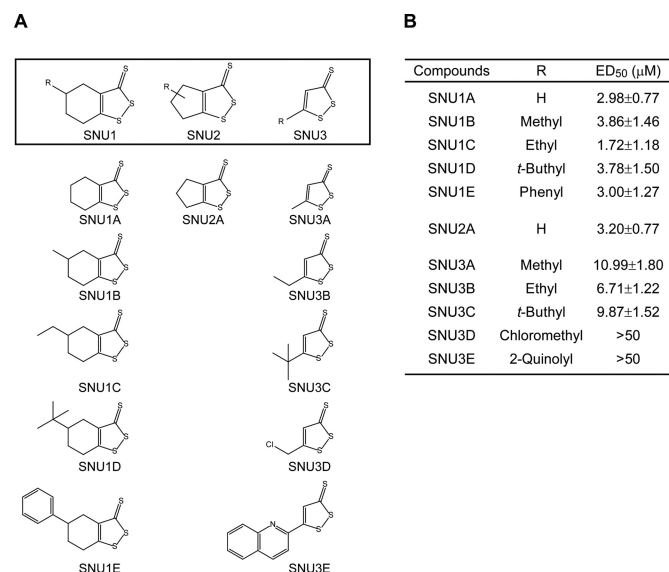 A
R
S
S
S
SNU1
R
S
S
S
SNU2
S
S
S
R
SNU3
S
S
S
SNU1A
S
S
S
SNU2A
S
S
S
SNU3A
S
S
S
SNU1B
S
S
S
SNU3B
S
S
S
SNU1C
S
S
S
SNU3C
S
S
S
SNU1D
S
S
S
Cl
SNU3D
S
S
S
SNU1E
S
S
S
N
SNU3E
B
Compounds R ED50 (μM)
SNU1A H 2.98±0.77
SNU1B Methyl 3.86±1.46
SNU1C Ethyl 1.72±1.18
SNU1D t-Buthyl 3.78±1.50
SNU1E Phenyl 3.00±1.27
SNU2A H 3.20±0.77
SNU3A Methyl 10.99±1.80
SNU3B Ethyl 6.71±1.22
SNU3C t-Buthyl 9.87±1.52
SNU3D Chloromethyl >50
SNU3E 2-Quinolyl >50